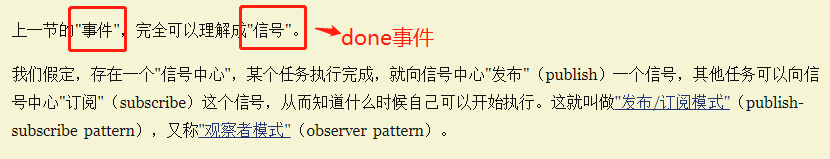 上一节的"事件"，完全可以理解成"信号"。
done事件
我们假定，存在一个"信号中心"，某个任务执行完成，就向信号中心"发布"（publish）一个信号，其他任务可以向信
号中心"订阅"（subscribe）这个信号，从而知道什么时候自己可以开始执行。这就叫做"发布/订阅模式"（publish-
subscribe pattern），又称"观察者模式"（observer pattern）。